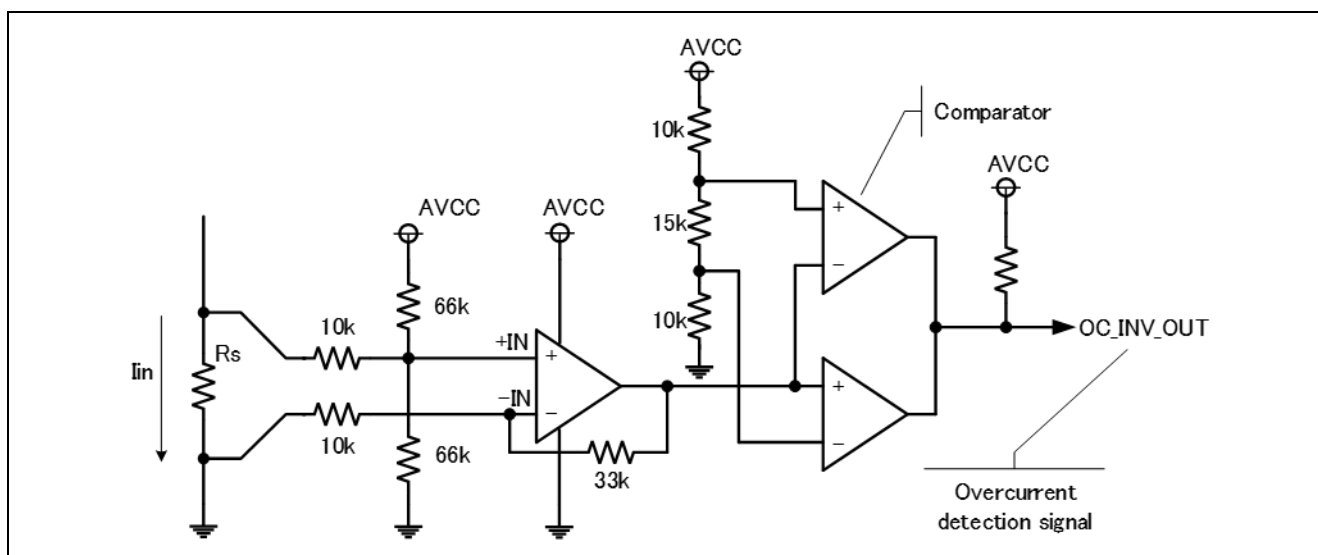 AVCC
10k
Comparator
15k
AVCC
AVCC
AVCC
66k
10k
10k
+IN
Rs
Iin
−IN
OC_INV_OUT
10k
66k
33k
Overcurrent
detection signal
+
−
+
−
+
−